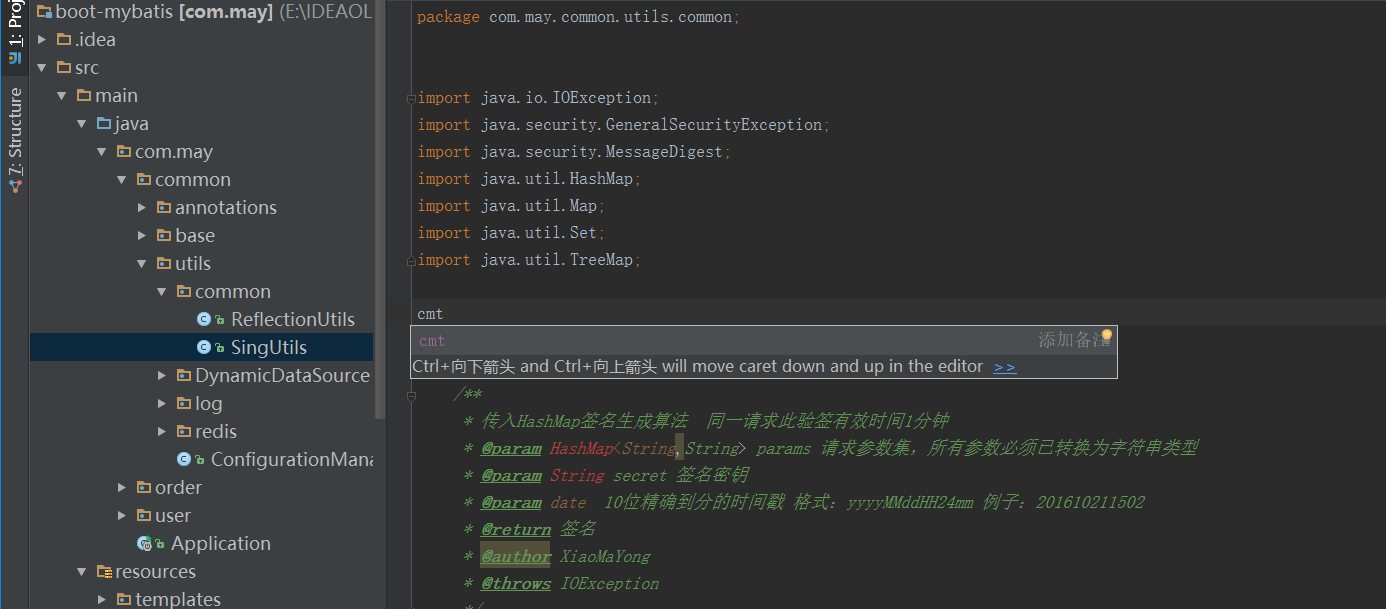 1: Proj
7: Structure
boot-mybatis [com.may] (E:\IDEAOL
.idea
src
main
java
com.may
common
annotations
base
utils
common
ReflectionUtils
SingUtils
DynamicDataSource
log
redis
ConfigurationMana
order
user
Application
resources
templates
package com.may.common.utils.common;
import java.io.IOException;
import java.security.GeneralSecurityException;
import java.security.MessageDigest;
import java.util.HashMap;
import java.util.Map;
import java.util.Set;
import java.util.TreeMap;
cmt
cmt 添加备注
Ctrl+向下箭头 and Ctrl+向上箭头 will move caret down and up in the editor >>
/**
* 传入HashMap签名生成算法 同一请求此验签有效时间1分钟
* @param HashMap<String,String> params 请求参数集，所有参数必须已转换为字符串类型
* @param String secret 签名密钥
* @param date 10位精确到分的时间戳 格式：yyyyMMddHH24mm 例子：201610211502
* @return 签名
* @author XiaoMaYong
* @throws IOException
*/